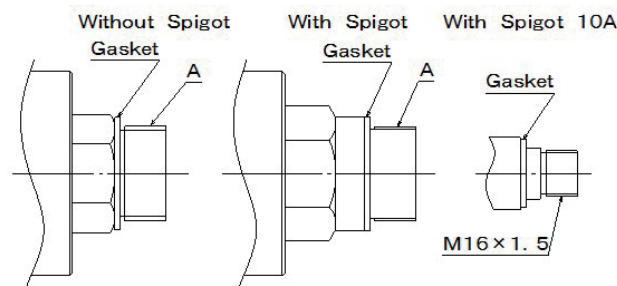 Without Spigot
Gasket
A
With Spigot
Gasket
A
With Spigot 10A
Gasket
M16×1.5